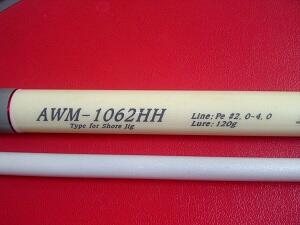 AWM-1062HH
Type for Shore Jig
Line: Pe #2.0-4.0
Lure: 120g